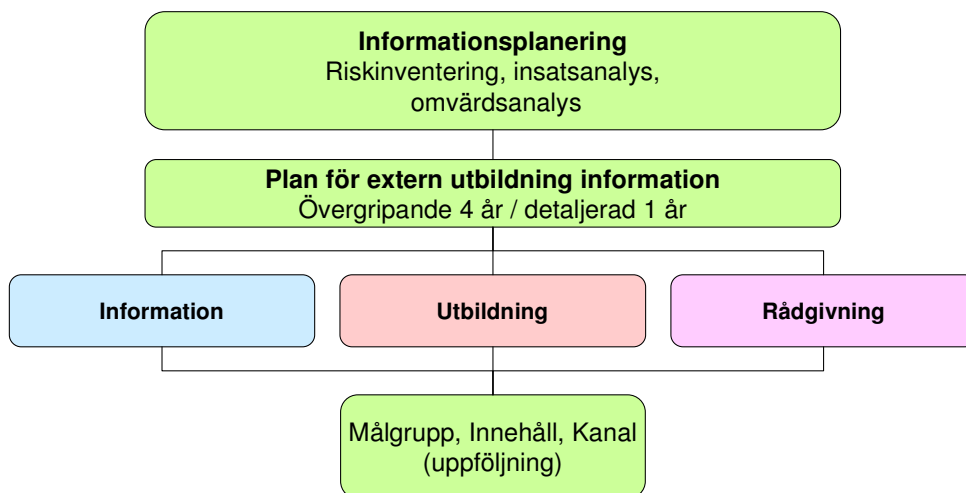 Informationsplanering
Riskinventering, insatsanalys,
omvärdsanalys
Plan för extern utbildning information
Övergripande 4 år / detaljerad 1 år
Information
Utbildning
Rådgivning
Målgrupp, Innehåll, Kanal
(uppföljning)